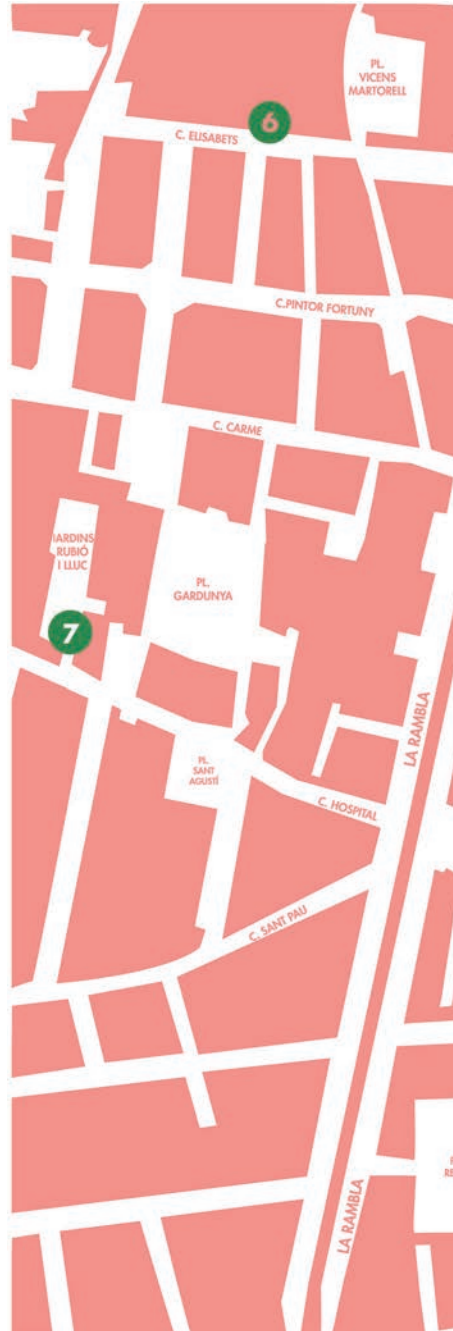 PL.
VICENS
MARTORELL
6
C. ELISABETS
C.PINTOR FORTUNY
C. CARME
JARDINS
RUBIÓ
I LLUC
PL.
GARDUNYA
7
LA RAMBLA
PL.
SANT
AGUSTÍ
C. HOSPITAL
C. SANT PAU
LA RAMBLA